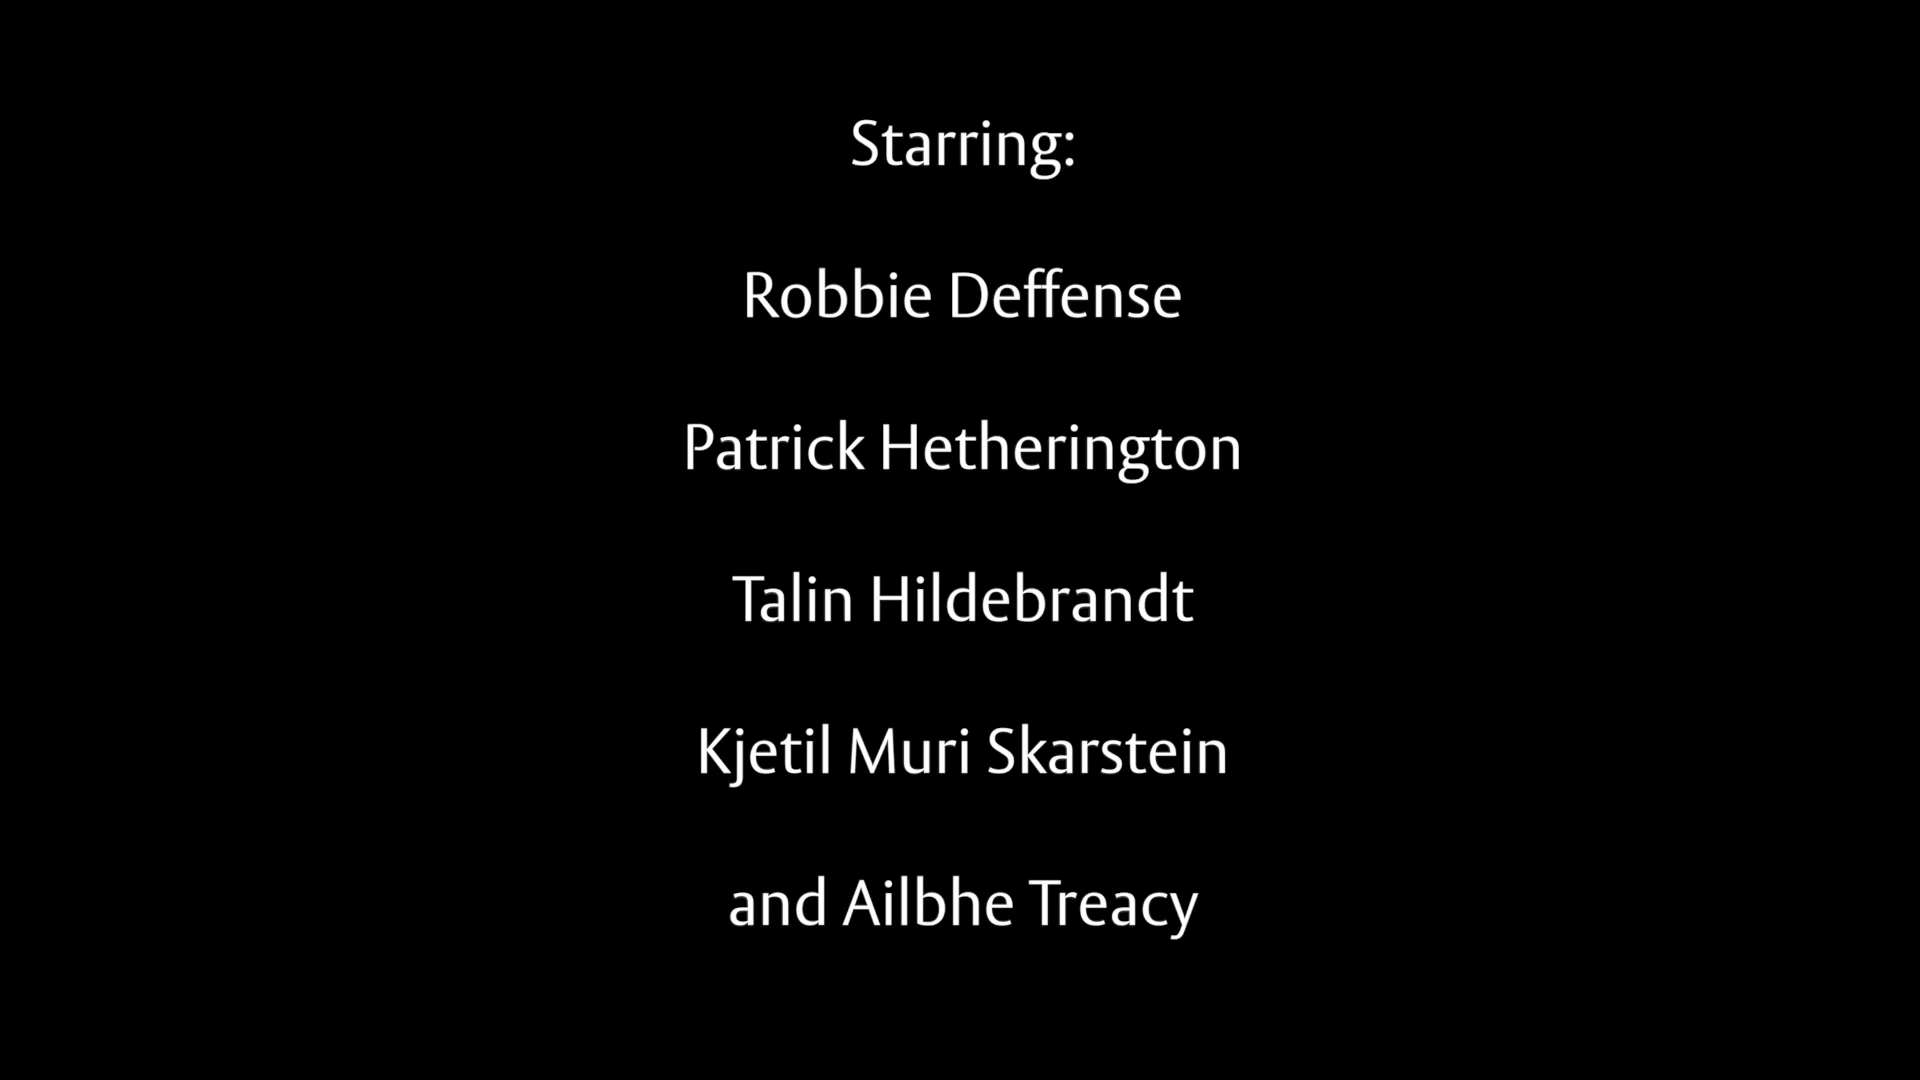 Starring:
Robbie Deffense
Patrick Hetherington
Talin Hildebrandt
Kjetil Muri Skarstein
and Ailbhe Treacy